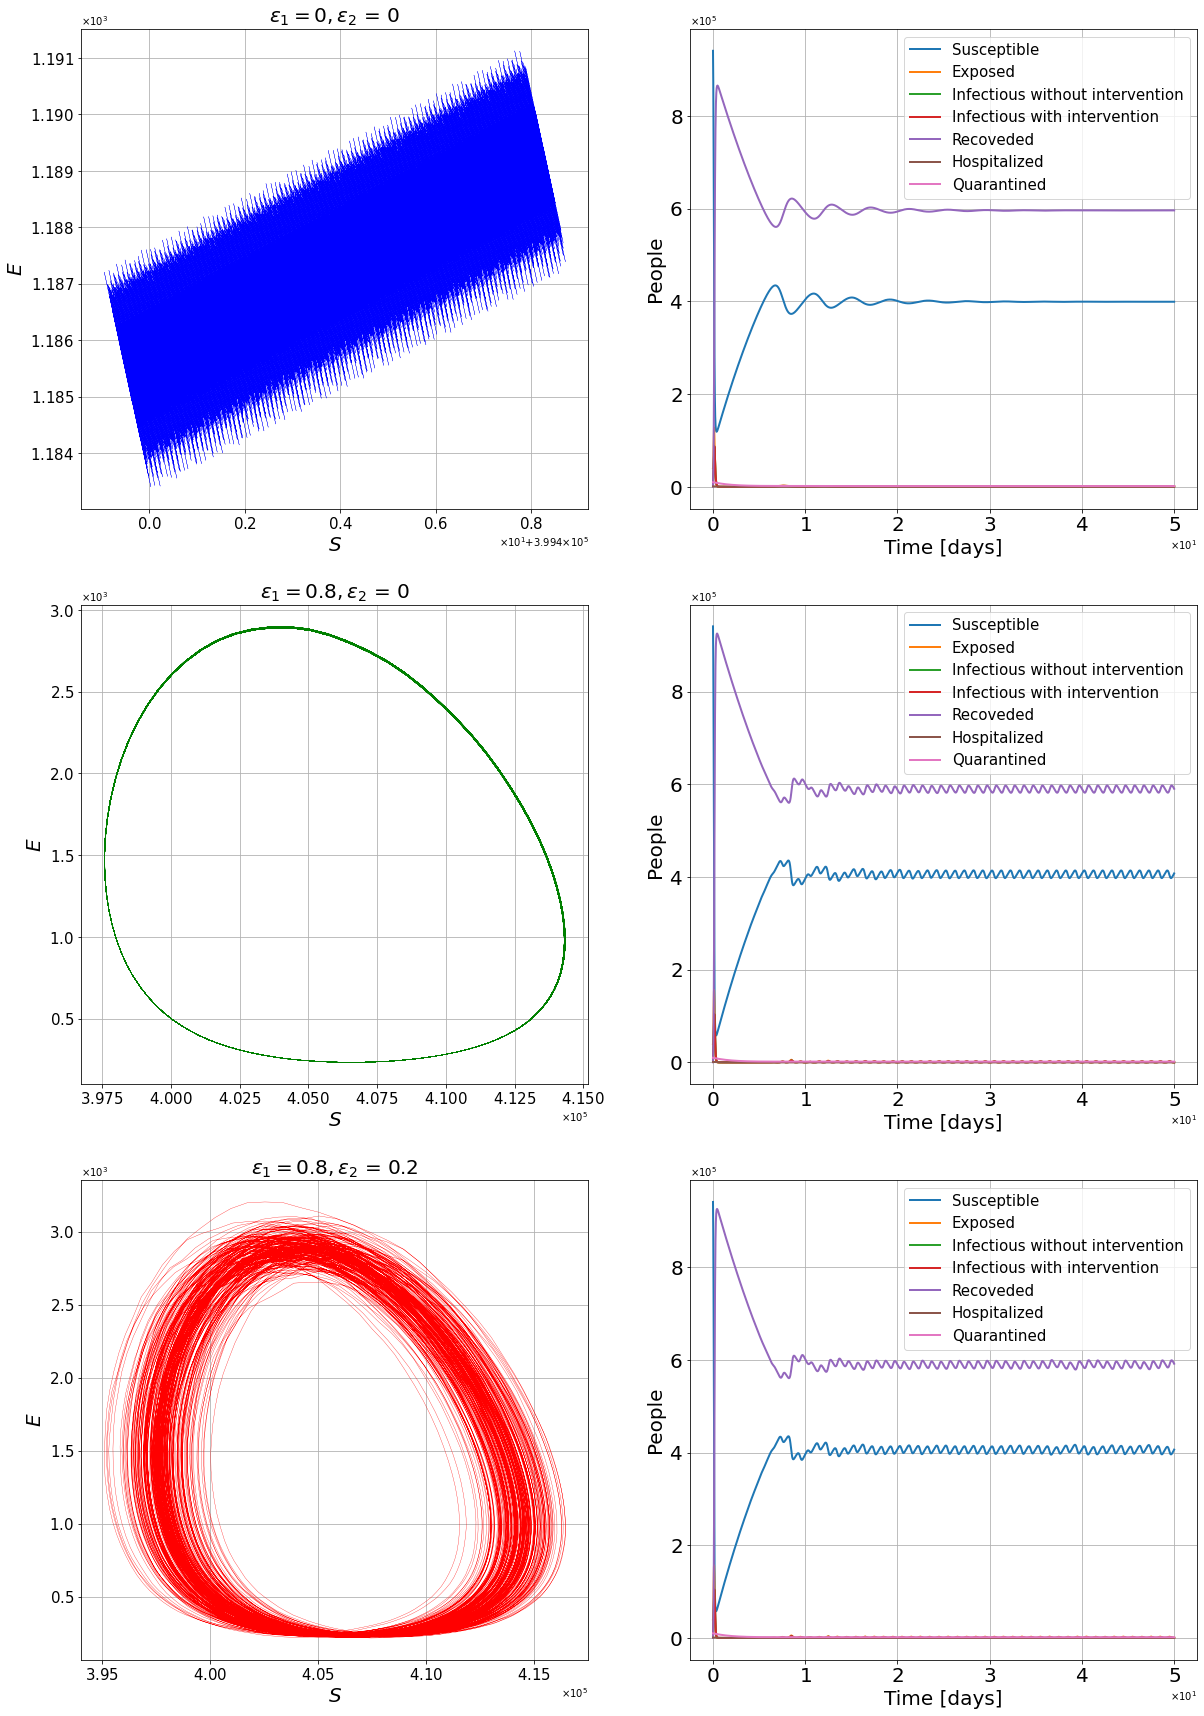 ε₁ = 0, ε₂ = 0
×10³
1.191
1.190
1.189
1.188
1.187
1.186
1.185
1.184
E
0.0 0.2 0.4 0.6 0.8
S
×10¹+3.994×10⁵
×10⁵
8
6
4
2
0
People
0 1 2 3 4 5
Time [days]
×10¹
Susceptible
Exposed
Infectious without intervention
Infectious with intervention
Recoveded
Hospitalized
Quarantined
ε₁ = 0.8, ε₂ = 0
×10³
3.0
2.5
2.0
1.5
1.0
0.5
E
3.975 4.000 4.025 4.050 4.075 4.100 4.125 4.150
S
×10⁵
×10⁵
8
6
4
2
0
People
0 1 2 3 4 5
Time [days]
×10¹
Susceptible
Exposed
Infectious without intervention
Infectious with intervention
Recoveded
Hospitalized
Quarantined
ε₁ = 0.8, ε₂ = 0.2
×10³
3.0
2.5
2.0
1.5
1.0
0.5
E
3.95 4.00 4.05 4.10 4.15
S
×10⁵
×10⁵
8
6
4
2
0
People
0 1 2 3 4 5
Time [days]
×10¹
Susceptible
Exposed
Infectious without intervention
Infectious with intervention
Recoveded
Hospitalized
Quarantined